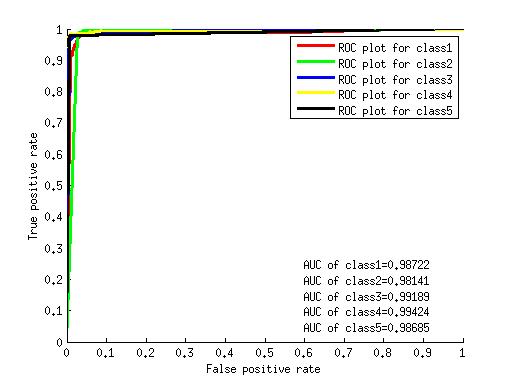 1
0.9
0.8
0.7
0.6
0.5
0.4
0.3
0.2
0.1
0
True positive rate
ROC plot for class1
ROC plot for class2
ROC plot for class3
ROC plot for class4
ROC plot for class5
AUC of class1=0.98722
AUC of class2=0.98141
AUC of class3=0.99189
AUC of class4=0.99424
AUC of class5=0.98685
0 0.1 0.2 0.3 0.4 0.5 0.6 0.7 0.8 0.9 1
False positive rate